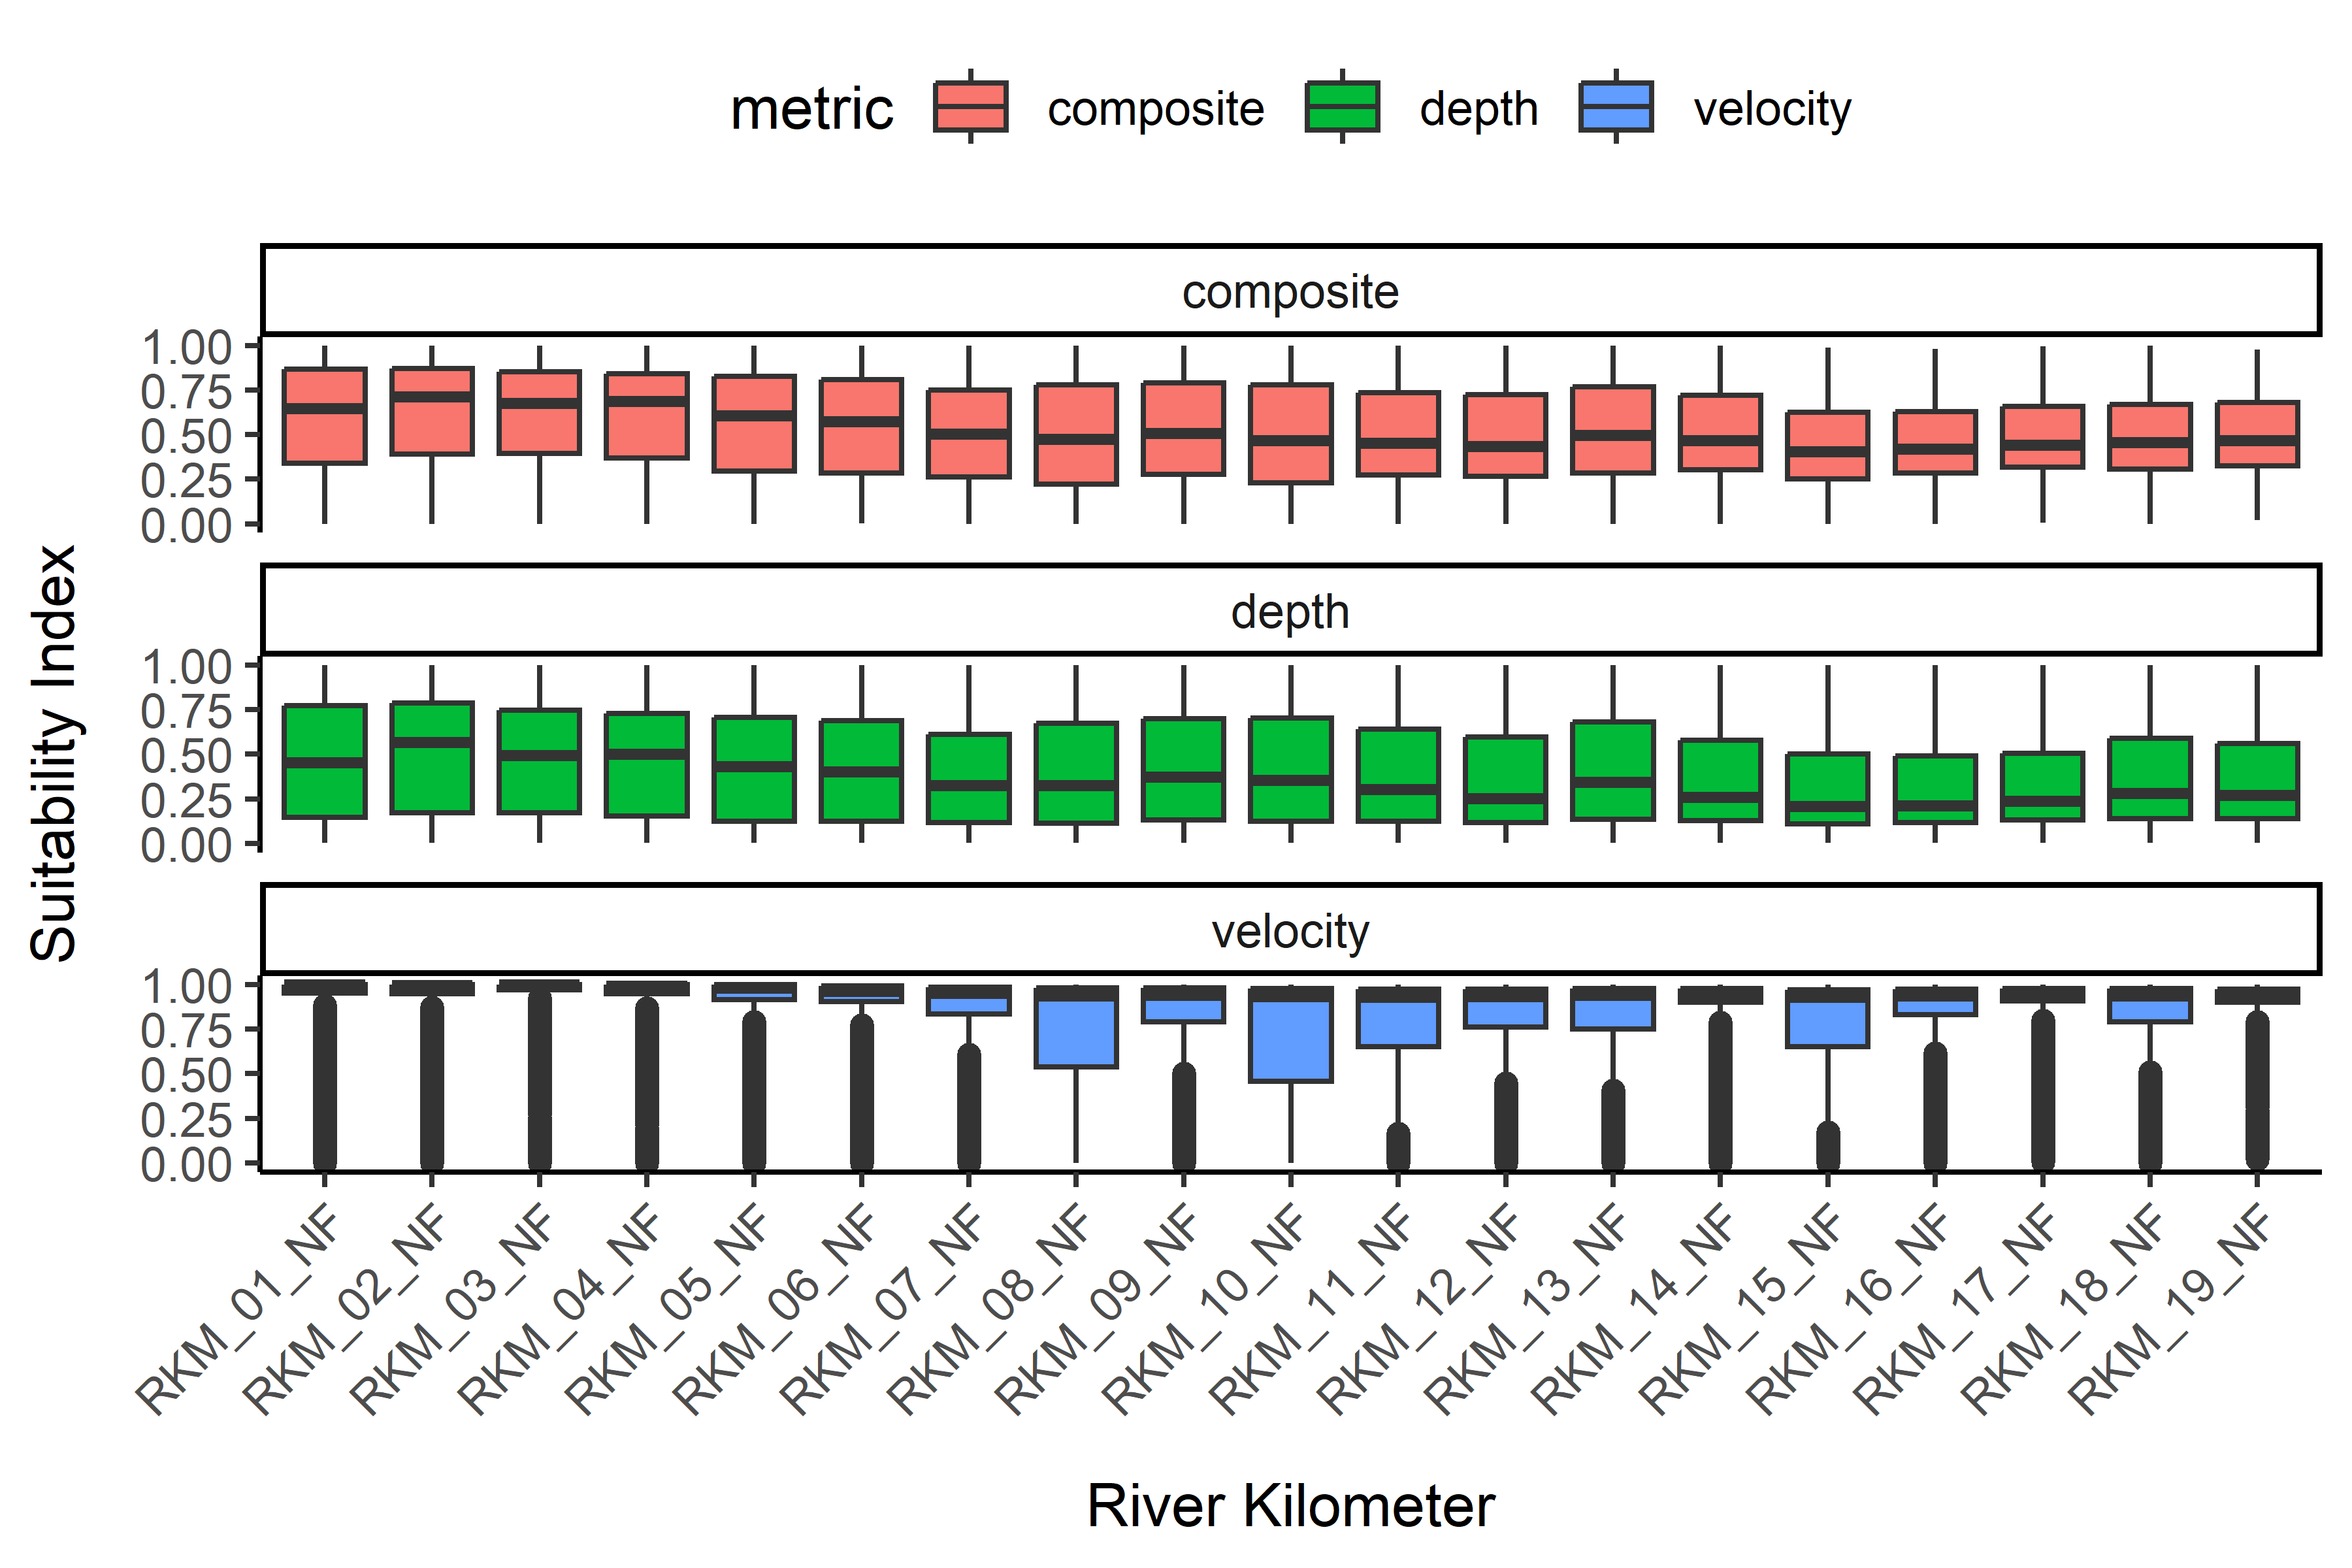 metric composite depth velocity
composite
1.00
0.75
0.50
0.25
0.00
depth
1.00
0.75
0.50
0.25
0.00
velocity
1.00
0.75
0.50
0.25
0.00
Suitability Index
RKM_01_NF
RKM_02_NF
RKM_03_NF
RKM_04_NF
RKM_05_NF
RKM_06_NF
RKM_07_NF
RKM_08_NF
RKM_09_NF
RKM_10_NF
RKM_11_NF
RKM_12_NF
RKM_13_NF
RKM_14_NF
RKM_15_NF
RKM_16_NF
RKM_17_NF
RKM_18_NF
RKM_19_NF
River Kilometer